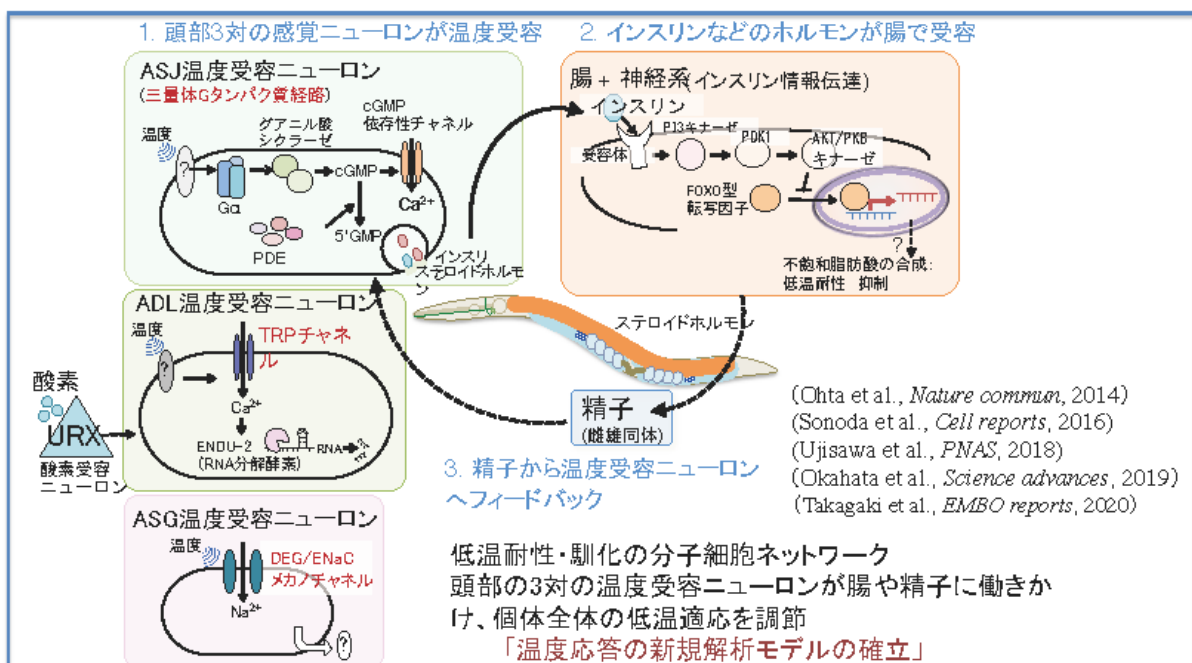 1. 頭部3対の感覚ニューロンが温度受容
ASJ温度受容ニューロン
(三量体Gタンパク質経路)
温度
?
Gα
グアニル酸
シクラーゼ
cGMP
cGMP
依存性チャネル
Ca²⁺
5'GMP
PDE
インスリ
ン
ステロイドホルモ
2. インスリンなどのホルモンが腸で受容
腸 + 神経系(インスリン情報伝達)
インスリン
受容体
PI3キナーゼ
PDK1
AKT/PKB
キナーゼ
FOXO型
転写因子
?
不飽和脂肪酸の合成:
低温耐性 抑制
ADL温度受容ニューロン
温度
?
TRPチャネ
ル
Ca²⁺
ENDU-2
(RNA分解酵素)
RNA
酸素
URX
酸素受容
ニューロン
ステロイドホルモン
精子
(雌雄同体)
3. 精子から温度受容ニューロン
へフィードバック
ASG温度受容ニューロン
温度
DEG/ENaC
メカノチャネル
Na²⁺
?
(Ohta et al., Nature commun, 2014)
(Sonoda et al., Cell reports, 2016)
(Ujisawa et al., PNAS, 2018)
(Okahata et al., Science advances, 2019)
(Takagaki et al., EMBO reports, 2020)
低温耐性・馴化の分子細胞ネットワーク
頭部の3対の温度受容ニューロンが腸や精子に働きか
け、個体全体の低温適応を調節
「温度応答の新規解析モデルの確立」